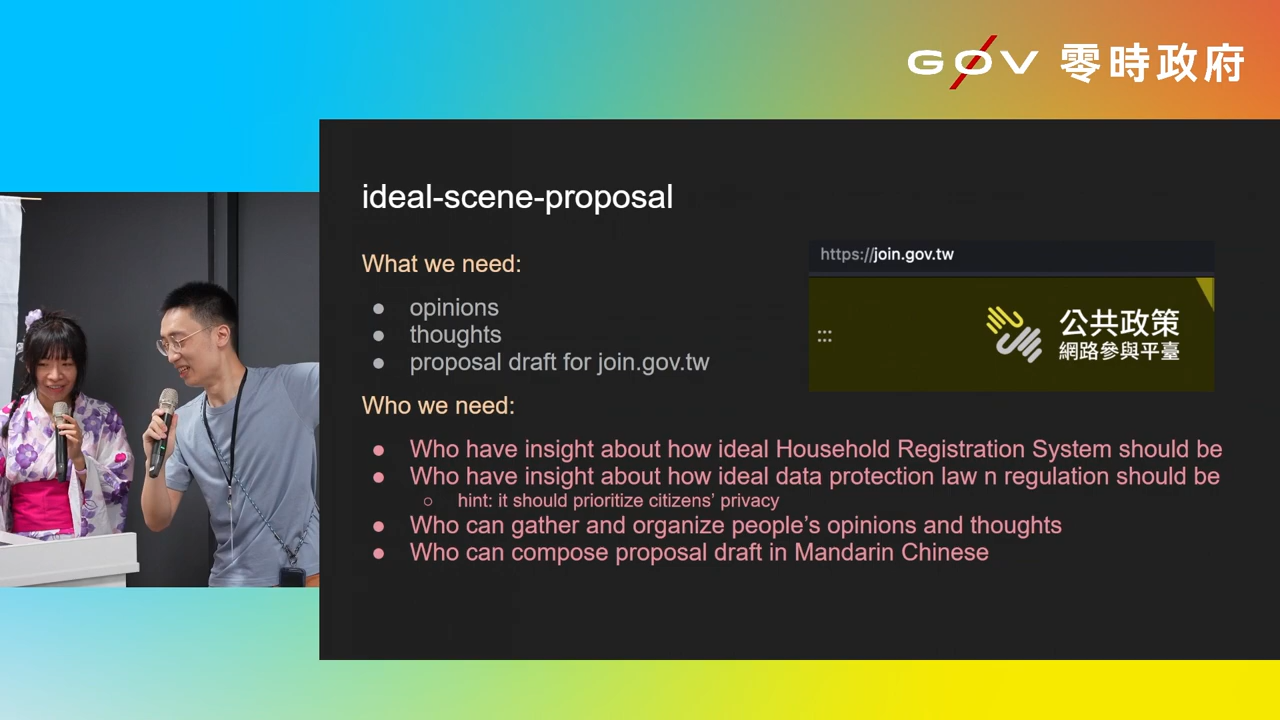 GØV 零時政府
ideal-scene-proposal
What we need:
● opinions
● thoughts
● proposal draft for join.gov.tw
https://join.gov.tw
:::
公共政策
網路參與平臺
Who we need:
● Who have insight about how ideal Household Registration System should be
● Who have insight about how ideal data protection law n regulation should be
○ hint: it should prioritize citizens’ privacy
● Who can gather and organize people’s opinions and thoughts
● Who can compose proposal draft in Mandarin Chinese